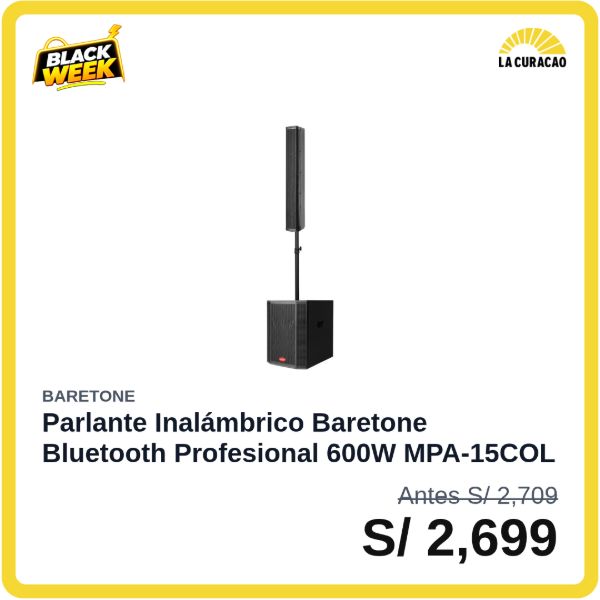 BLACK
WEEK
LA CURACAO
BARETONE
Parlante Inalámbrico Baretone
Bluetooth Profesional 600W MPA-15COL
Antes S/ 2,709
S/ 2,699